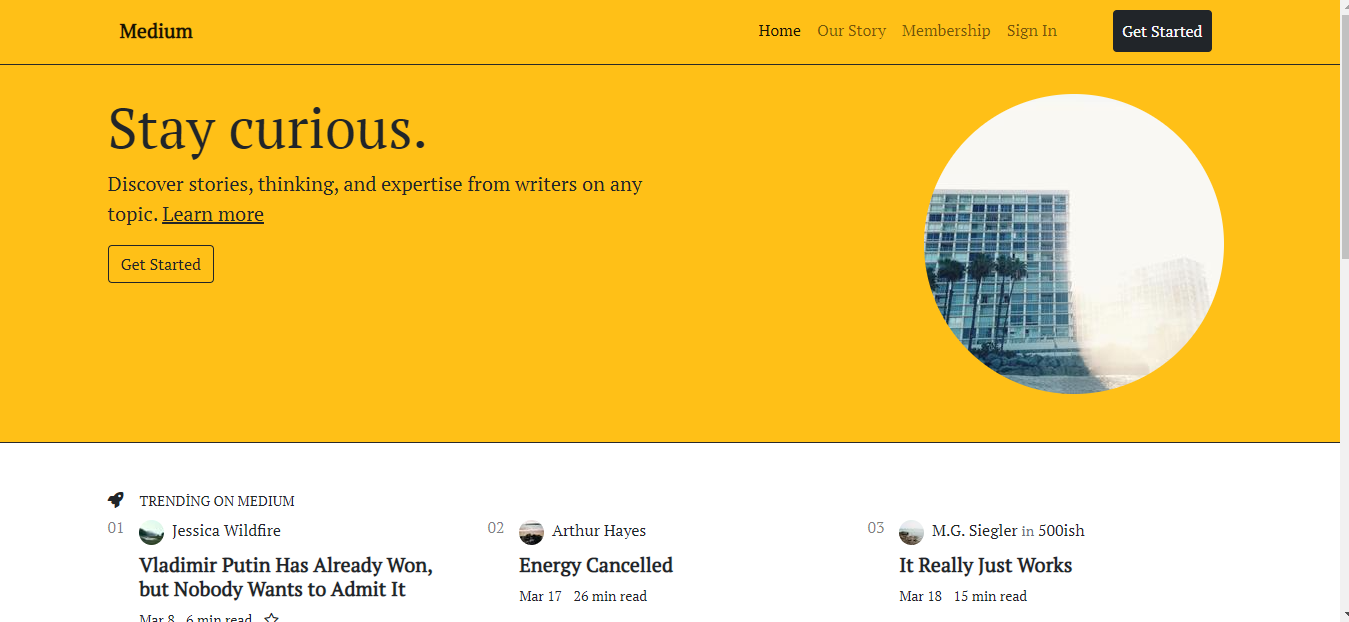 Medium
Home Our Story Membership Sign In Get Started
Stay curious.
Discover stories, thinking, and expertise from writers on any
topic. Learn more
Get Started
TRENDİNG ON MEDIUM
01 Jessica Wildfire
Vladimir Putin Has Already Won,
but Nobody Wants to Admit It
Mar 8 6 min read
02 Arthur Hayes
Energy Cancelled
Mar 17 26 min read
03 M.G. Siegler in 500ish
It Really Just Works
Mar 18 15 min read